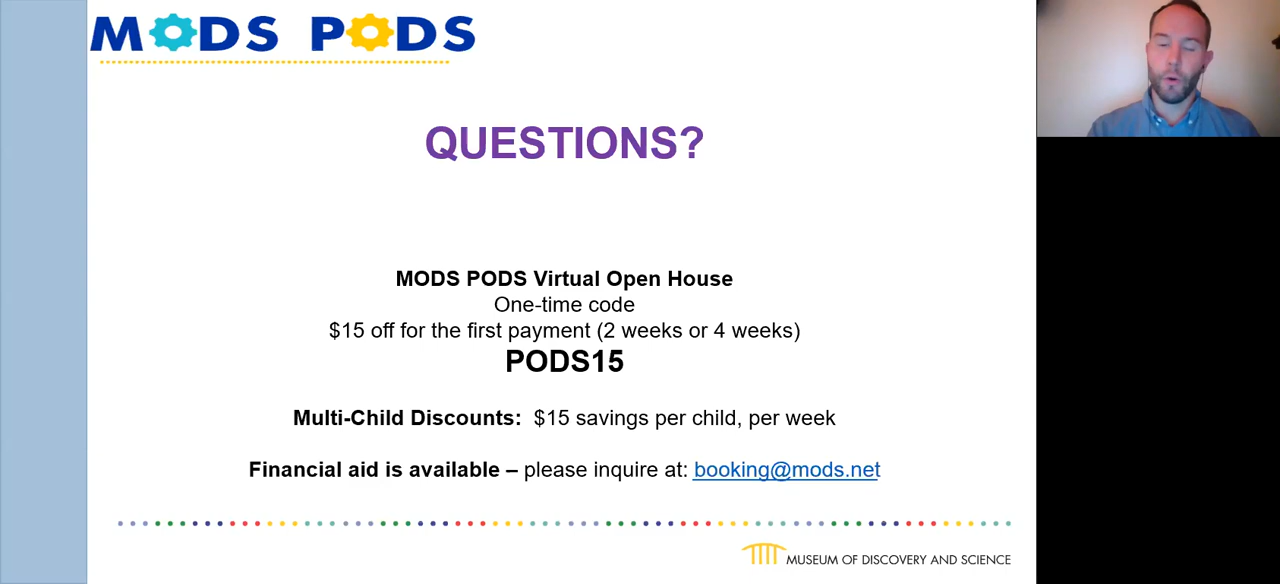 MODS PODS
QUESTIONS?
MODS PODS Virtual Open House
One-time code
$15 off for the first payment (2 weeks or 4 weeks)
PODS15
Multi-Child Discounts:  $15 savings per child, per week
Financial aid is available – please inquire at: booking@mods.net
MUSEUM OF DISCOVERY AND SCIENCE